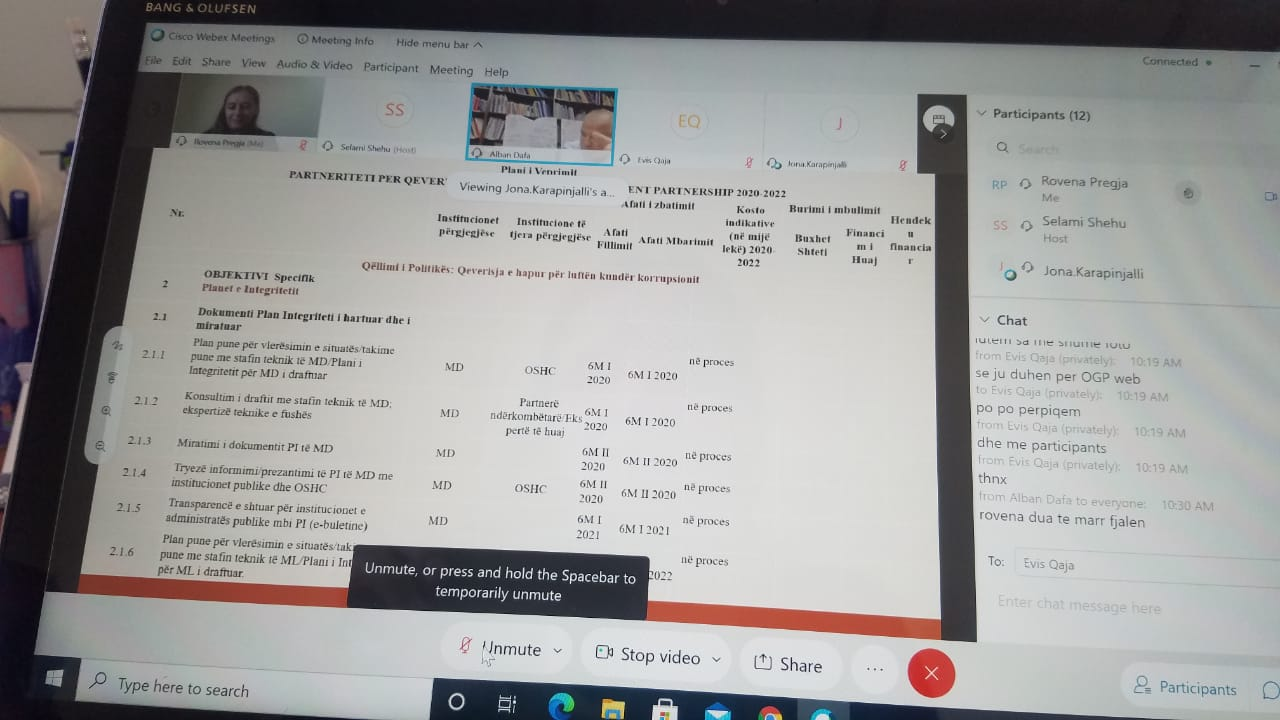 BANG & OLUFSEN
Cisco Webex Meetings
Meeting Info
Hide menu bar
Connected
File Edit Share View Audio & Video Participant Meeting Help
SS
EQ
J
Rovena Pregja (Me)
Selami Shehu (Host)
Alban Dafa
Evis Qaja
Jona.Karapinjalli
Plani i Veprimit
PARTNERITETI PER QEVER
ENT PARTNERSHIP 2020-2022
Viewing Jona.Karapinjalli's a...
Nr.
Institucionet përgjegjëse
Institucione të tjera përgjegjëse
Afati i zbatimit
Afati Fillimit
Afati Mbarimit
Kosto indikative (në mijë lekë) 2020-2022
Burimi i mbulimit
Buxhet Shteti
Financi m i Huaj
Hendek u financia r
Qëllimi i Politikës: Qeverisja e hapur për luftën kundër korrupsionit
2
OBJEKTIVI Specifik
Planet e Integritetit
2.1
Dokumenti Plan Integriteti i hartuar dhe i
miratuar
2.1.1
Plan pune për vlerësimin e situatës/takime
pune me stafin teknik të MD/Plani i
Integritetit për MD i draftuar
MD
OSHC
6M I
2020
6M I 2020
në proces
2.1.2
Konsultim i draftit me stafin teknik të MD;
ekspertizë teknike e fushës
MD
Partnerë
ndërkombëtarë/Eks
pertë të huaj
6M I
2020
6M I 2020
në proces
2.1.3
Miratimi i dokumentit PI të MD
MD
6M II
2020
6M II 2020
në proces
2.1.4
Tryezë informimi/prezantimi të PI të MD me
institucionet publike dhe OSHC
MD
OSHC
6M II
2020
6M II 2020
në proces
2.1.5
Transparencë e shtuar për institucionet e
administratës publike mbi PI (e-buletine)
MD
6M I
2021
6M I 2021
në proces
2.1.6
Plan pune për vlerësimin e situatës/tak
pune me stafin teknik të ML/Plani i Int
për ML i draftuar.
2022
në proces
Unmute, or press and hold the Spacebar to
temporarily unmute
Unmute
Stop video
Share
Participants (12)
Search
RP
Rovena Pregja
Me
SS
Selami Shehu
Host
J
Jona.Karapinjalli
Chat
from Evis Qaja (privately): 10:19 AM
se ju duhen per OGP web
to Evis Qaja (privately): 10:19 AM
po po perpiqem
from Evis Qaja (privately): 10:19 AM
dhe me participants
from Evis Qaja (privately): 10:19 AM
thnx
from Alban Dafa to everyone: 10:30 AM
rovena dua te marr fjalen
To: Evis Qaja
Enter chat message here
Participants
Type here to search